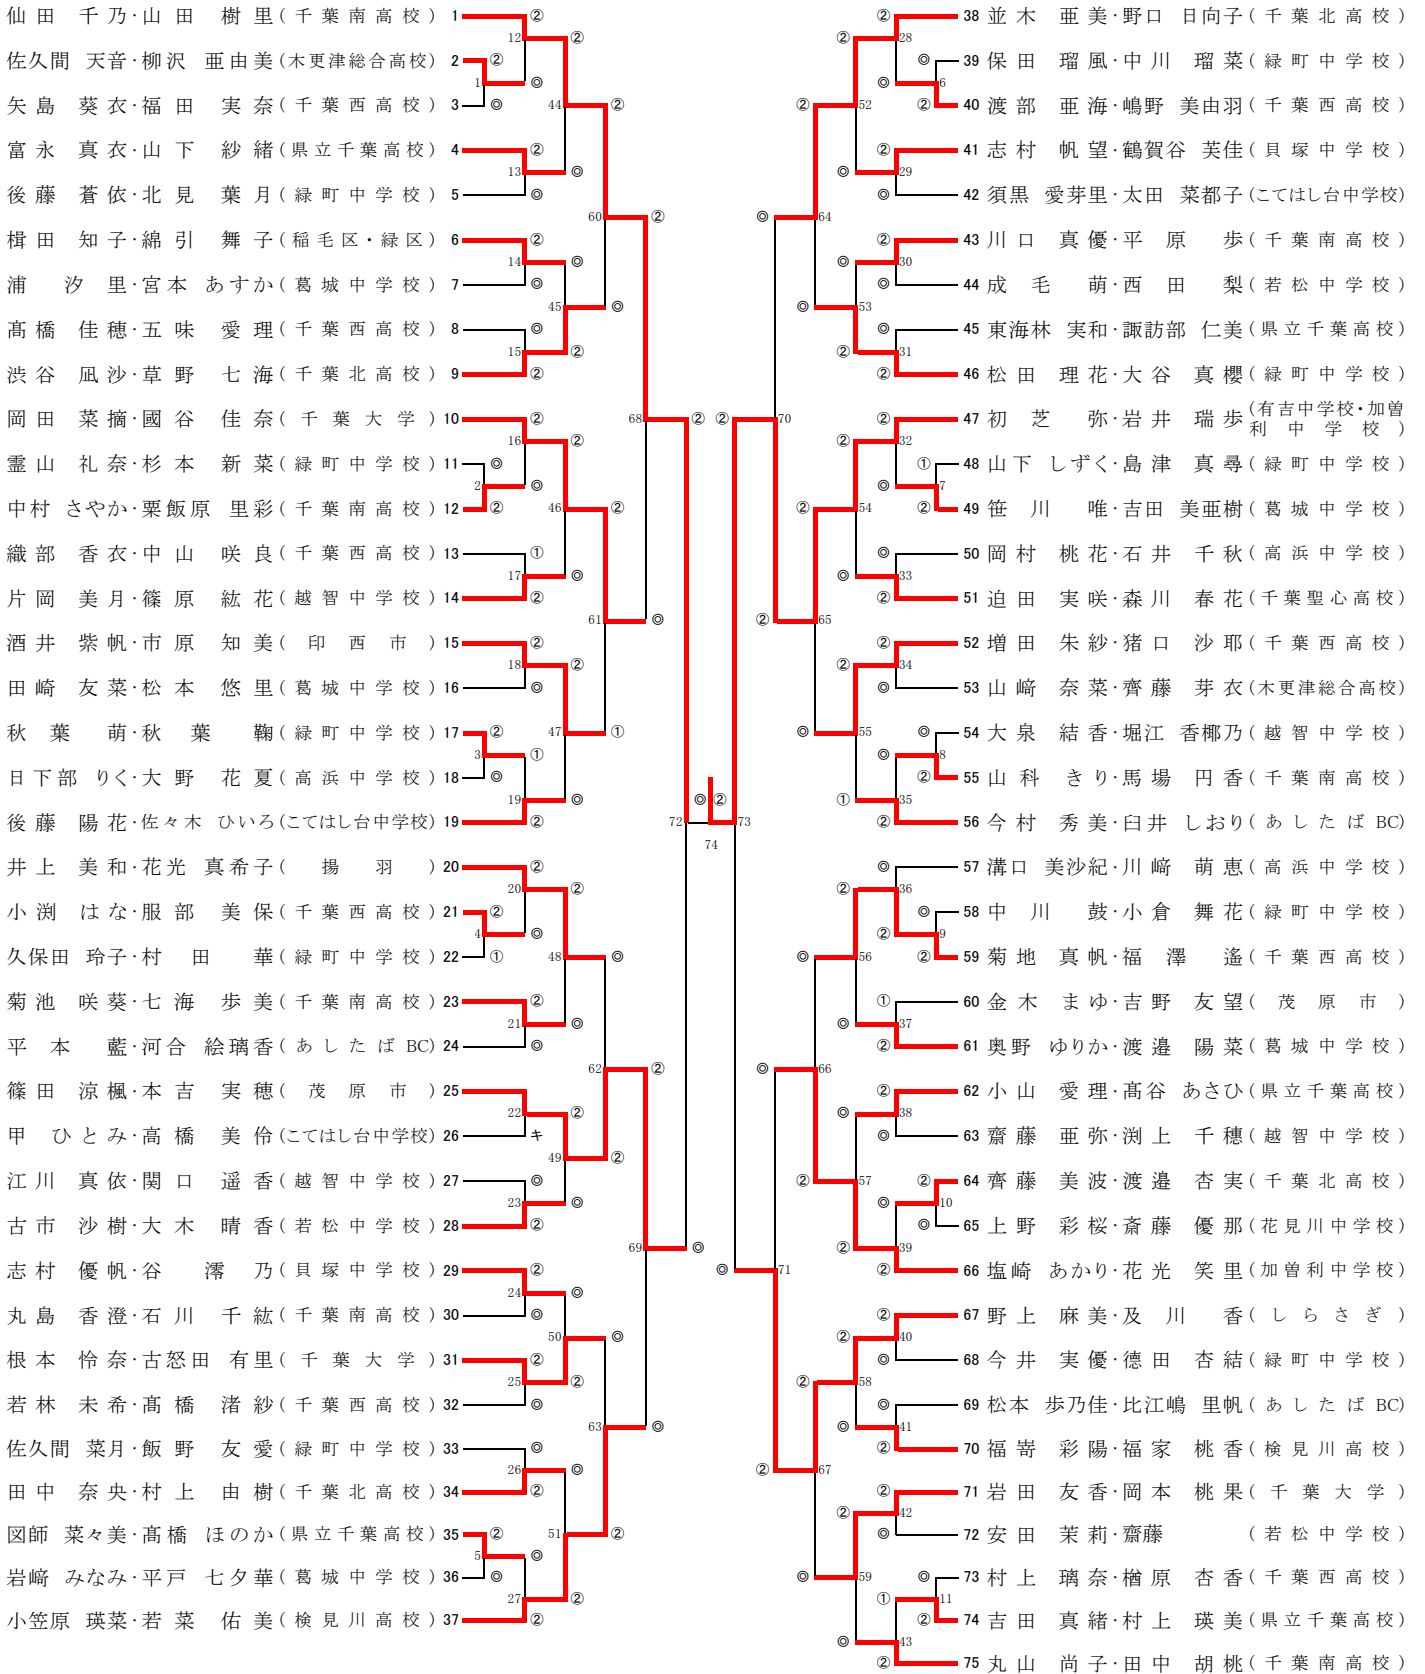 仙田 千乃・山田 樹里 (千葉南高校) 1
佐久間 天音・柳沢 亜由美 (木更津総合高校) 2
矢島 葵衣・福田 実奈 (千葉西高校) 3
富永 真衣・山下 紗緒 (県立千葉高校) 4
後藤 蒼依・北見 葉月 (緑町中学校) 5
楫田 知子・綿引 舞子 (稲毛区・緑区) 6
浦 汐里・宮本 あすか (葛城中学校) 7
髙橋 佳穂・五味 愛理 (千葉西高校) 8
渋谷 凪沙・草野 七海 (千葉北高校) 9
岡田 菜摘・國谷 佳奈 (千葉大学) 10
霊山 礼奈・杉本 新菜 (緑町中学校) 11
中村 さやか・粟飯原 里彩 (千葉南高校) 12
織部 香衣・中山 咲良 (千葉西高校) 13
片岡 美月・篠原 紘花 (越智中学校) 14
酒井 紫帆・市原 知美 (印西市) 15
田崎 友菜・松本 悠里 (葛城中学校) 16
秋葉 萌・秋葉 鞠 (緑町中学校) 17
日下部 りく・大野 花夏 (高浜中学校) 18
後藤 陽花・佐々木 ひいろ (こてはし台中学校) 19
井上 美和・花光 真希子 (揚羽) 20
小渕 はな・服部 美保 (千葉西高校) 21
久保田 玲子・村田 華 (緑町中学校) 22
菊池 咲葵・七海 歩美 (千葉南高校) 23
平本 藍・河合 絵璃香 (あしたばBC) 24
篠田 涼楓・本吉 実穂 (茂原市) 25
甲 ひとみ・高橋 美伶 (こてはし台中学校) 26
江川 真依・関口 遥香 (越智中学校) 27
古市 沙樹・大木 晴香 (若松中学校) 28
志村 優帆・谷 澪乃 (貝塚中学校) 29
丸島 香澄・石川 千紘 (千葉南高校) 30
根本 怜奈・古怒田 有里 (千葉大学) 31
若林 未希・髙橋 渚紗 (千葉西高校) 32
佐久間 菜月・飯野 友愛 (緑町中学校) 33
田中 奈央・村上 由樹 (千葉北高校) 34
図師 菜々美・髙橋 ほのか (県立千葉高校) 35
岩﨑 みなみ・平戸 七夕華 (葛城中学校) 36
小笠原 瑛菜・若菜 佑美 (検見川高校) 37
38 並木 亜美・野口 日向子 (千葉北高校)
39 保田 瑠風・中川 瑠菜 (緑町中学校)
40 渡部 亜海・嶋野 美由羽 (千葉西高校)
41 志村 帆望・鶴賀谷 芙佳 (貝塚中学校)
42 須黒 愛芽里・太田 菜都子 (こてはし台中学校)
43 川口 真優・平原 歩 (千葉南高校)
44 成毛 萌・西田 梨 (若松中学校)
45 東海林 実和・諏訪部 仁美 (県立千葉高校)
46 松田 理花・大谷 真櫻 (緑町中学校)
47 初芝 弥・岩井 瑞歩 (有吉中学校・加曽利中学校)
48 山下 しずく・島津 真尋 (緑町中学校)
49 笹川 唯・吉田 美亜樹 (葛城中学校)
50 岡村 桃花・石井 千秋 (高浜中学校)
51 迫田 実咲・森川 春花 (千葉聖心高校)
52 増田 朱紗・猪口 沙耶 (千葉西高校)
53 山﨑 奈菜・齊藤 芽衣 (木更津総合高校)
54 大泉 結香・堀江 香椰乃 (越智中学校)
55 山科 きり・馬場 円香 (千葉南高校)
56 今村 秀美・臼井 しおり (あしたばBC)
57 溝口 美沙紀・川﨑 萌恵 (高浜中学校)
58 中川 鼓・小倉 舞花 (緑町中学校)
59 菊地 真帆・福澤 遙 (千葉西高校)
60 金木 まゆ・吉野 友望 (茂原市)
61 奥野 ゆりか・渡邉 陽菜 (葛城中学校)
62 小山 愛理・髙谷 あさひ (県立千葉高校)
63 齋藤 亜弥・渕上 千穂 (越智中学校)
64 齊藤 美波・渡邉 杏実 (千葉北高校)
65 上野 彩桜・斎藤 優那 (花見川中学校)
66 塩崎 あかり・花光 笑里 (加曽利中学校)
67 野上 麻美・及川 香 (しらさぎ)
68 今井 実優・德田 杏結 (緑町中学校)
69 松本 歩乃佳・比江嶋 里帆 (あしたばBC)
70 福嵜 彩陽・福家 桃香 (検見川高校)
71 岩田 友香・岡本 桃果 (千葉大学)
72 安田 茉莉・齋藤 (若松中学校)
73 村上 璃奈・楢原 杏香 (千葉西高校)
74 吉田 真緒・村上 瑛美 (県立千葉高校)
75 丸山 尚子・田中 胡桃 (千葉南高校)